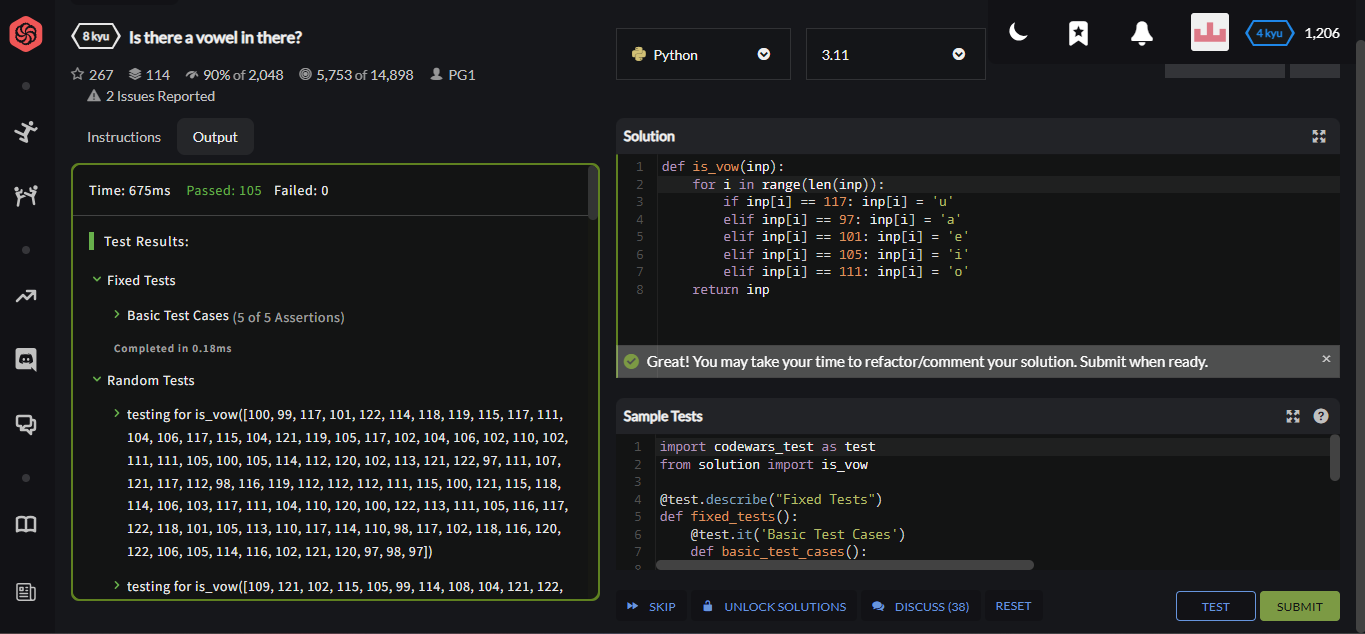 8 kyu Is there a vowel in there?
267 114 90% of 2,048 5,753 of 14,898 PG1
2 Issues Reported
Instructions Output
Time: 675ms Passed: 105 Failed: 0
Test Results:
Fixed Tests
Basic Test Cases (5 of 5 Assertions)
Completed in 0.18ms
Random Tests
testing for is_vow([100, 99, 117, 101, 122, 114, 118, 119, 115, 117, 111,
104, 106, 117, 115, 104, 121, 119, 105, 117, 102, 104, 106, 102, 110, 102,
111, 111, 105, 100, 105, 114, 112, 120, 102, 113, 121, 122, 97, 111, 107,
121, 117, 112, 98, 116, 119, 112, 112, 112, 111, 115, 100, 121, 115, 118,
114, 106, 103, 117, 111, 104, 110, 120, 100, 122, 113, 111, 105, 116, 117,
122, 118, 101, 105, 113, 110, 117, 114, 110, 98, 117, 102, 118, 116, 120,
122, 106, 105, 114, 116, 102, 121, 120, 97, 98, 97])
testing for is_vow([109, 121, 102, 115, 105, 99, 114, 108, 104, 121, 122,
Python 3.11
4 kyu 1,206
Solution
1 def is_vow(inp):
2 for i in range(len(inp)):
3 if inp[i] == 117: inp[i] = 'u'
4 elif inp[i] == 97: inp[i] = 'a'
5 elif inp[i] == 101: inp[i] = 'e'
6 elif inp[i] == 105: inp[i] = 'i'
7 elif inp[i] == 111: inp[i] = 'o'
8 return inp
Great! You may take your time to refactor/comment your solution. Submit when ready.
Sample Tests
1 import codewars_test as test
2 from solution import is_vow
3
4 @test.describe("Fixed Tests")
5 def fixed_tests():
6 @test.it('Basic Test Cases')
7 def basic_test_cases():
SKIP UNLOCK SOLUTIONS DISCUSS (38) RESET TEST SUBMIT